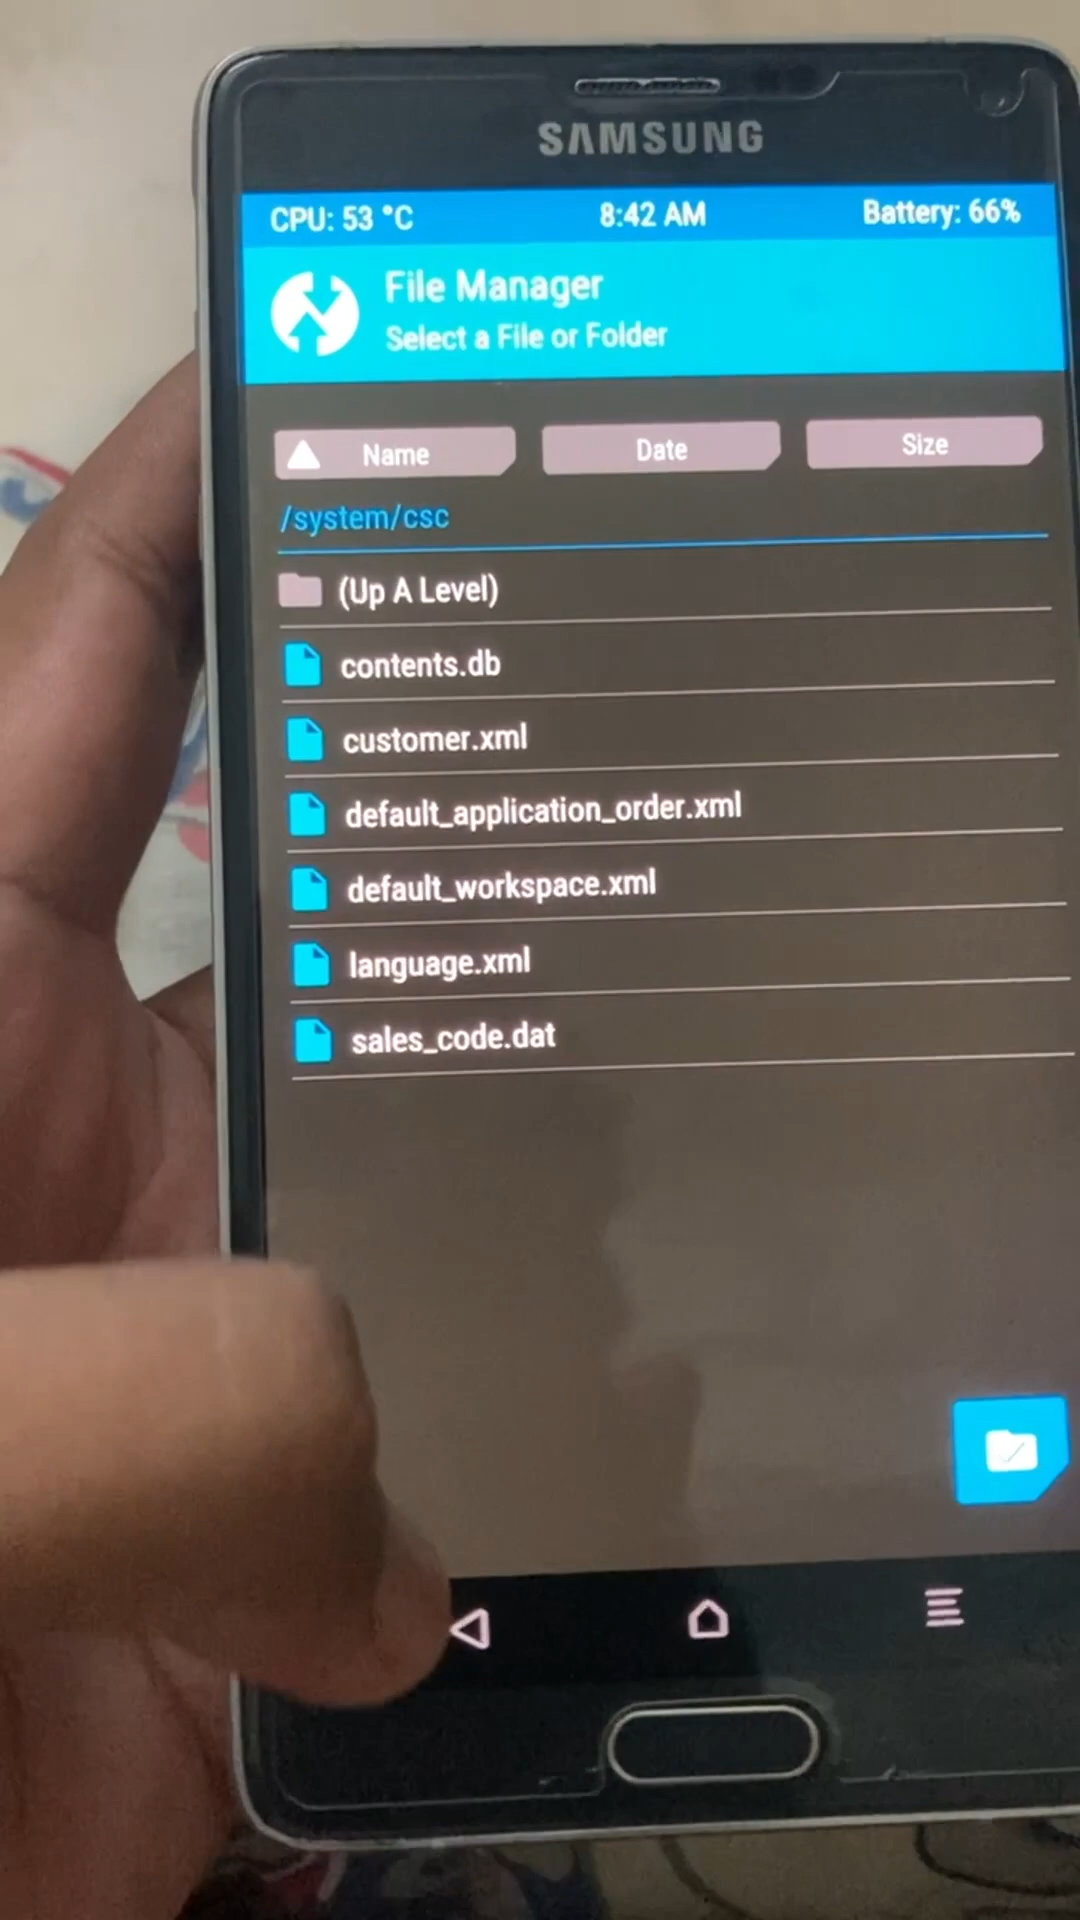 SAMSUNG
CPU: 53 °C 8:42 AM Battery: 66%
File Manager
Select a File or Folder
Name Date Size
/system/csc
(Up A Level)
contents.db
customer.xml
default_application_order.xml
default_workspace.xml
language.xml
sales_code.dat